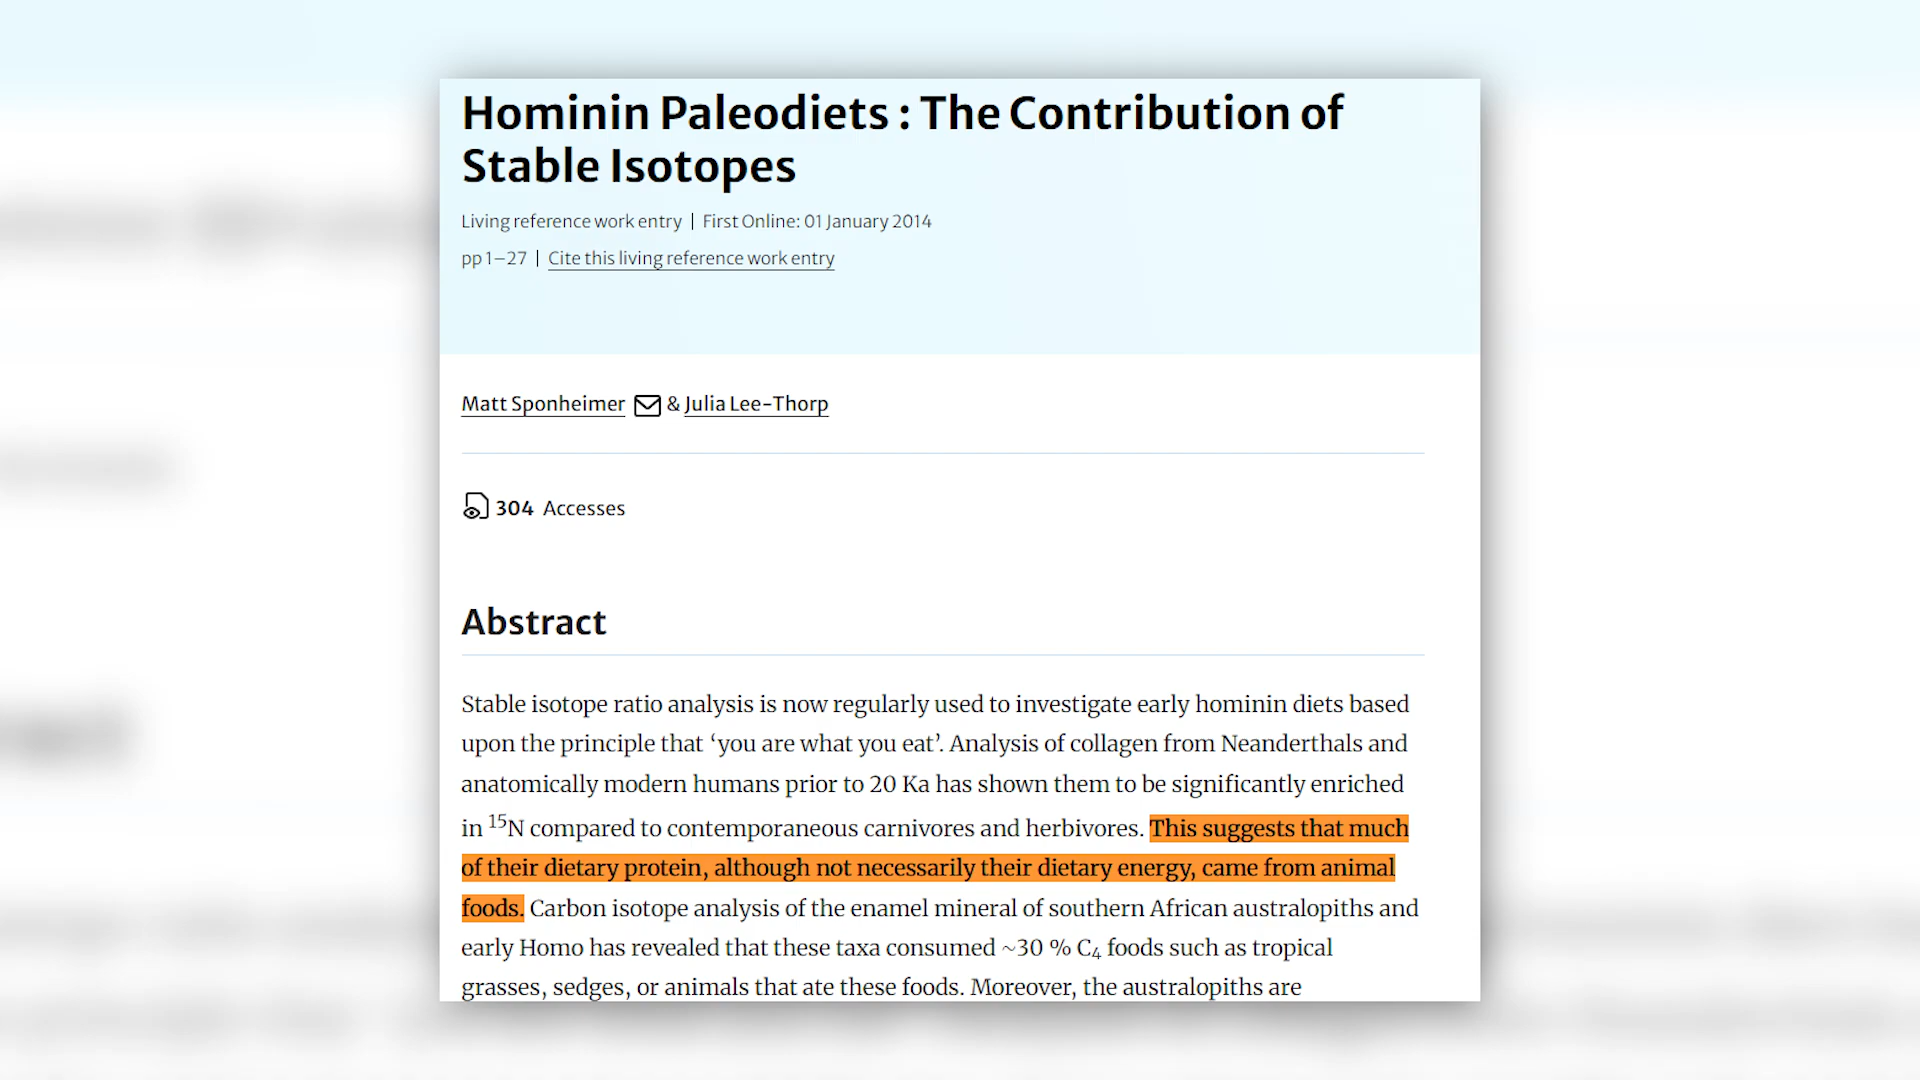 Hominin Paleodiets : The Contribution of
Stable Isotopes
Living reference work entry | First Online: 01 January 2014
pp 1–27 | Cite this living reference work entry
Matt Sponheimer & Julia Lee-Thorp
304 Accesses
Abstract
Stable isotope ratio analysis is now regularly used to investigate early hominin diets based
upon the principle that ‘you are what you eat’. Analysis of collagen from Neanderthals and
anatomically modern humans prior to 20 Ka has shown them to be significantly enriched
in ¹⁵N compared to contemporaneous carnivores and herbivores. This suggests that much
of their dietary protein, although not necessarily their dietary energy, came from animal
foods. Carbon isotope analysis of the enamel mineral of southern African australopiths and
early Homo has revealed that these taxa consumed ~30 % C₄ foods such as tropical
grasses, sedges, or animals that ate these foods. Moreover, the australopiths are